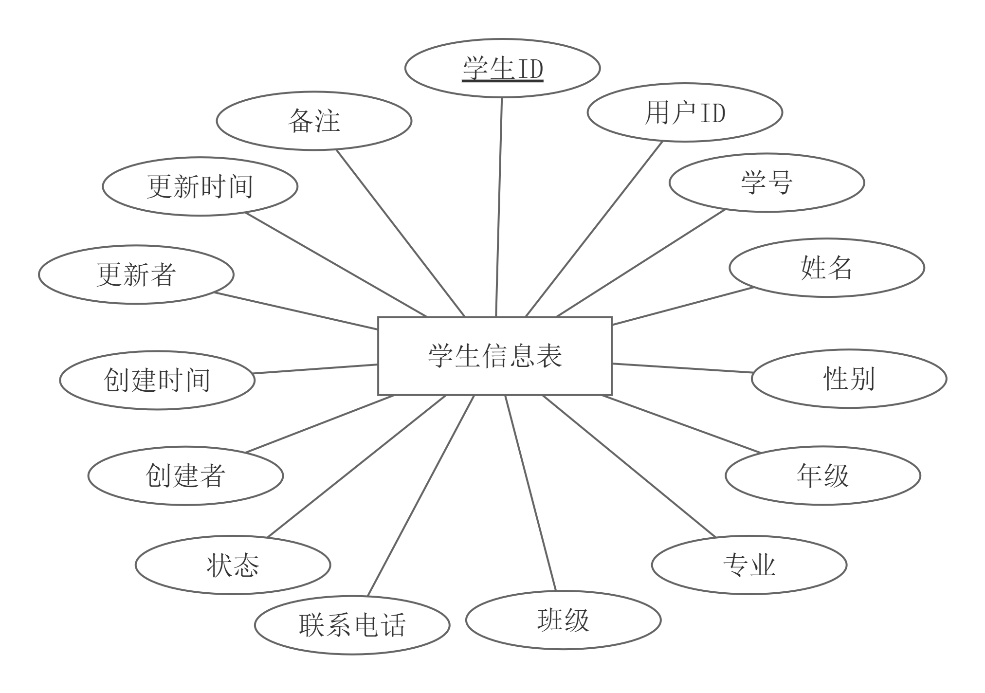 学生ID
备注
用户ID
更新时间
学号
更新者
姓名
学生信息表
创建时间
性别
创建者
年级
状态
专业
联系电话
班级